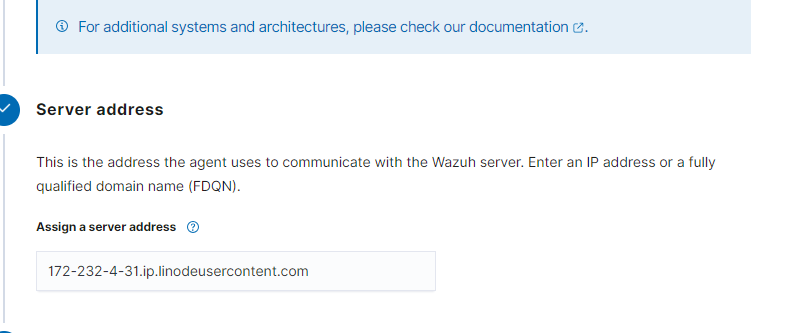 For additional systems and architectures, please check our documentation.
Server address
This is the address the agent uses to communicate with the Wazuh server. Enter an IP address or a fully
qualified domain name (FDQN).
Assign a server address
172-232-4-31.ip.linodeusercontent.com